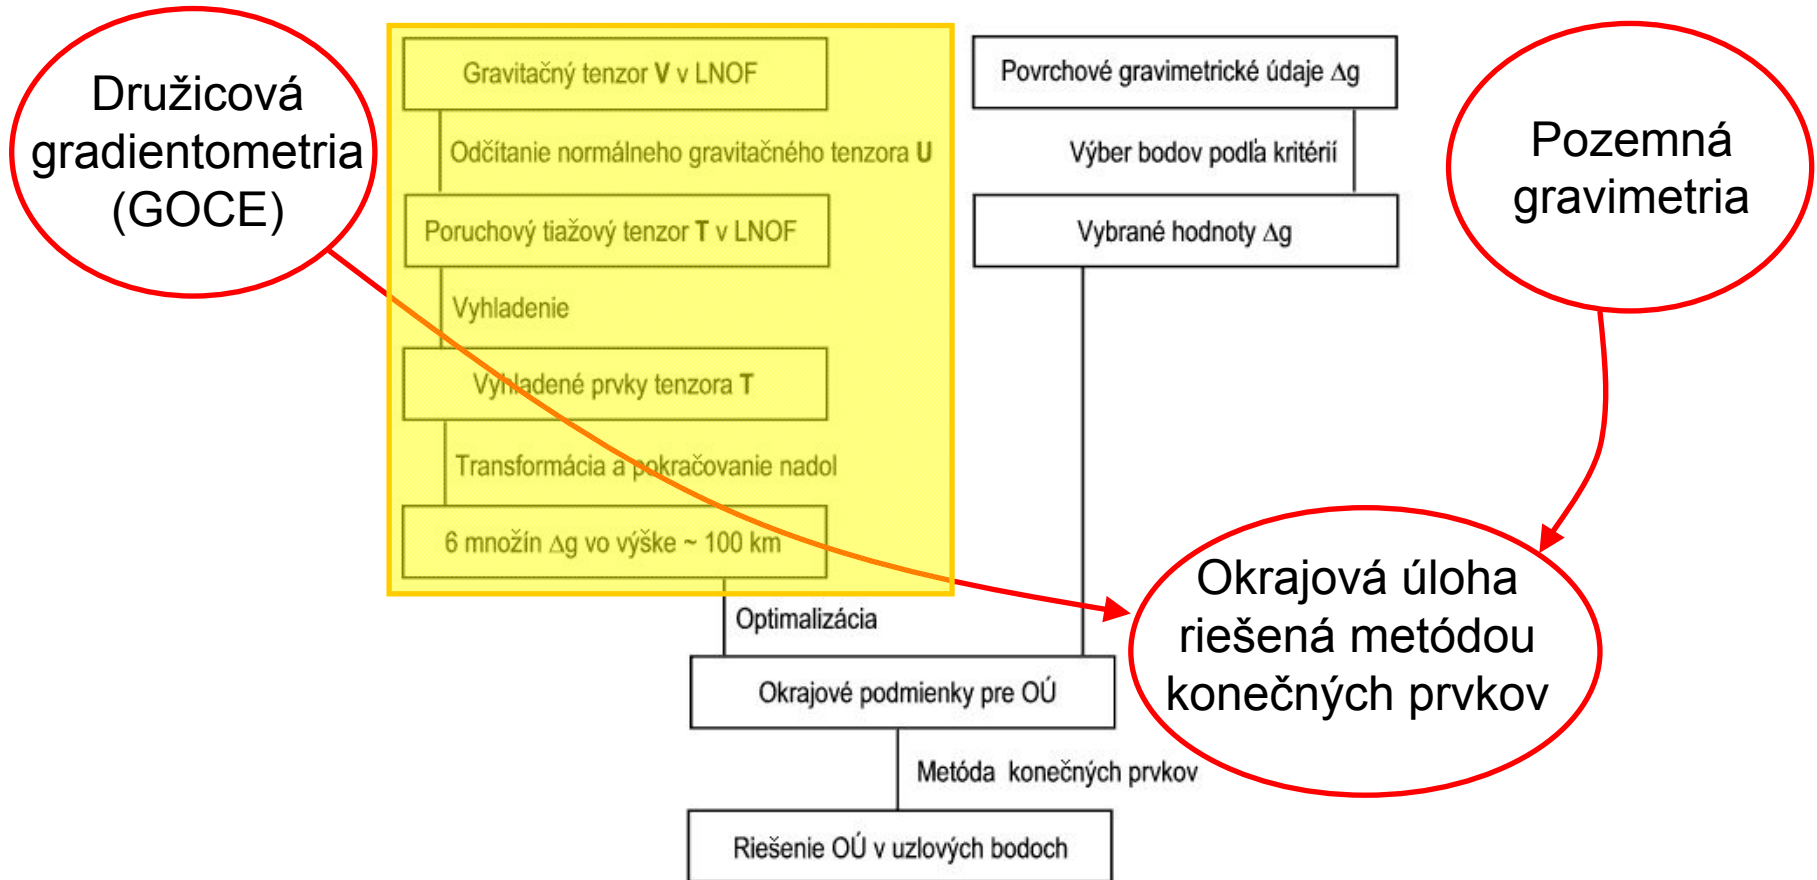 Družicová
gradientometria
(GOCE)
Gravitačný tenzor V v LNOF
Odčítanie normálneho gravitačného tenzora U
Poruchový tiažový tenzor T v LNOF
Vyhladenie
Vyhladené prvky tenzora T
Transformácia a pokračovanie nadol
6 množín Δg vo výške ~ 100 km
Optimalizácia
Povrchové gravimetrické údaje Δg
Výber bodov podľa kritérií
Vybrané hodnoty Δg
Pozemná
gravimetria
Okrajová úloha
riešená metódou
konečných prvkov
Okrajové podmienky pre OÚ
Metóda konečných prvkov
Riešenie OÚ v uzlových bodoch